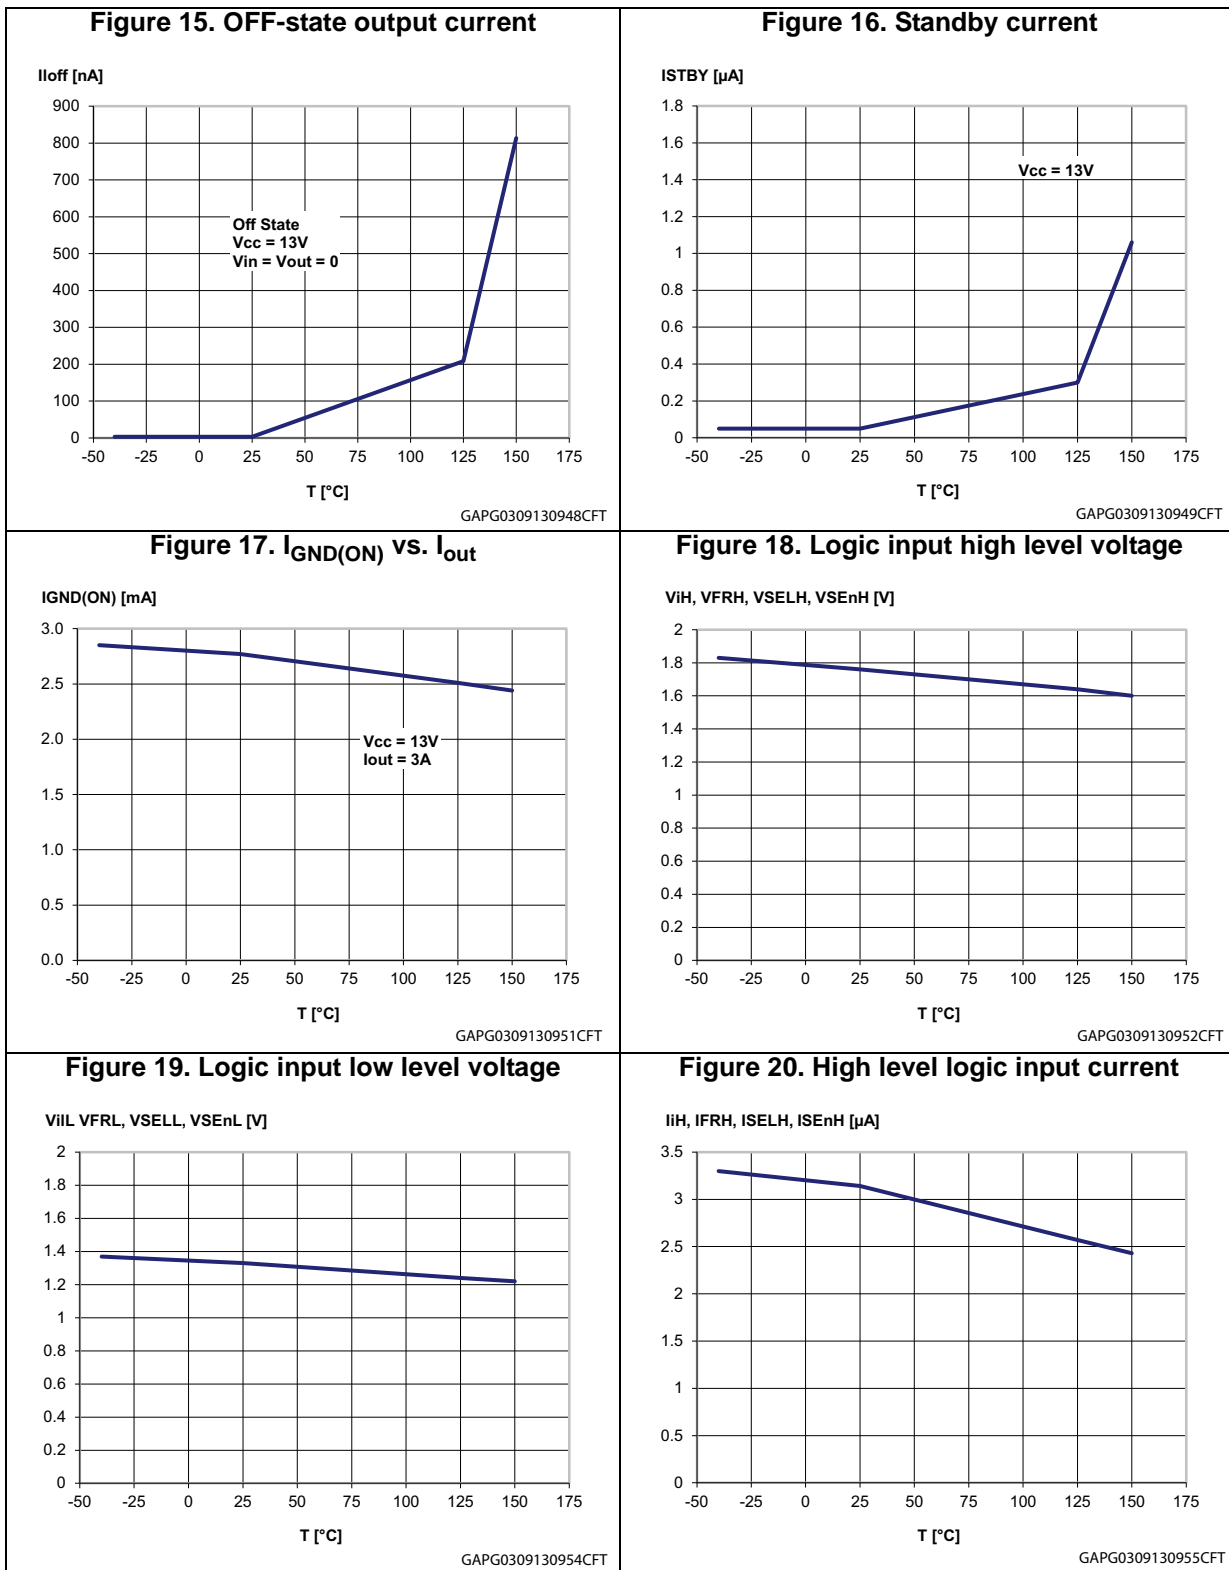 Figure 15. OFF-state output current
Iloff [nA]
900
800
700
600
500
400
300
200
100
0
Off State
Vcc = 13V
Vin = Vout = 0
-50 -25 0 25 50 75 100 125 150 175
T [°C]
GAPG0309130948CFT
Figure 16. Standby current
ISTBY [µA]
1.8
1.6
1.4
1.2
1
0.8
0.6
0.4
0.2
0
Vcc = 13V
-50 -25 0 25 50 75 100 125 150 175
T [°C]
GAPG0309130949CFT
Figure 17. IGND(ON) vs. Iout
IGND(ON) [mA]
3.0
2.5
2.0
1.5
1.0
0.5
0.0
Vcc = 13V
Iout = 3A
-50 -25 0 25 50 75 100 125 150 175
T [°C]
GAPG0309130951CFT
Figure 18. Logic input high level voltage
ViH, VFRH, VSELH, VSEnH [V]
2
1.8
1.6
1.4
1.2
1
0.8
0.6
0.4
0.2
0
-50 -25 0 25 50 75 100 125 150 175
T [°C]
GAPG0309130952CFT
Figure 19. Logic input low level voltage
VilL VFRL, VSELL, VSEnL [V]
2
1.8
1.6
1.4
1.2
1
0.8
0.6
0.4
0.2
0
-50 -25 0 25 50 75 100 125 150 175
T [°C]
GAPG0309130954CFT
Figure 20. High level logic input current
IiH, IFRH, ISELH, ISEnH [µA]
3.5
3
2.5
2
1.5
1
0.5
0
-50 -25 0 25 50 75 100 125 150 175
T [°C]
GAPG0309130955CFT